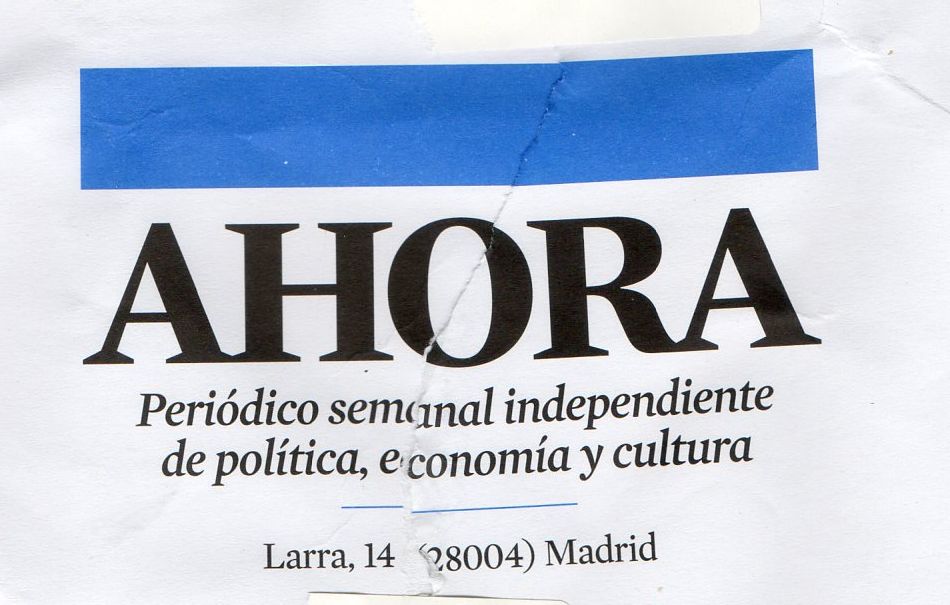 AHORA
Periódico semanal independiente
de política, economía y cultura
Larra, 14 (28004) Madrid